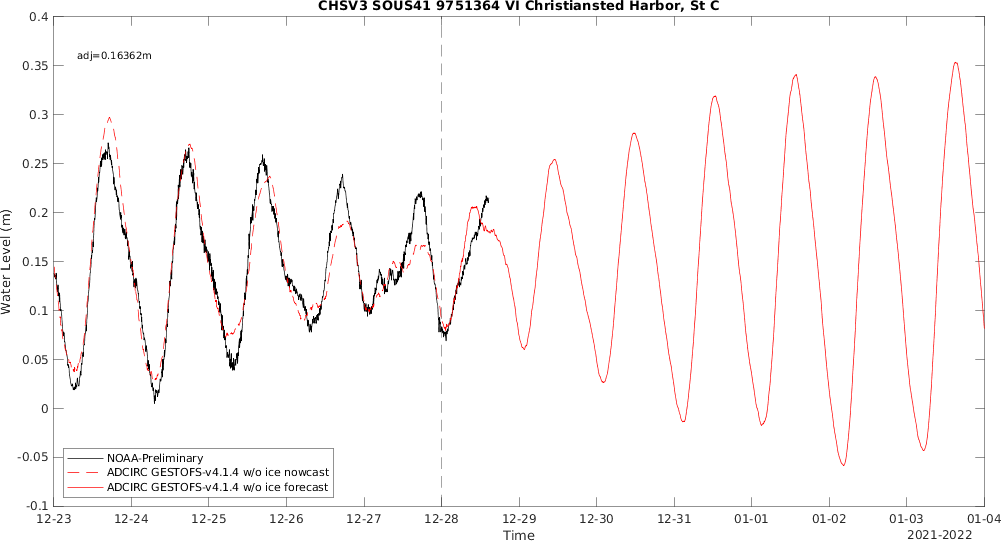 CHSV3 SOUS41 9751364 VI Christiansted Harbor, St C
adj=0.16362m
Water Level (m)
0.4
0.35
0.3
0.25
0.2
0.15
0.1
0.05
0
-0.05
-0.1
NOAA-Preliminary
ADCIRC GESTOFS-v4.1.4 w/o ice nowcast
ADCIRC GESTOFS-v4.1.4 w/o ice forecast
12-23 12-24 12-25 12-26 12-27 12-28 12-29 12-30 12-31 01-01 01-02 01-03 01-04
Time
2021-2022